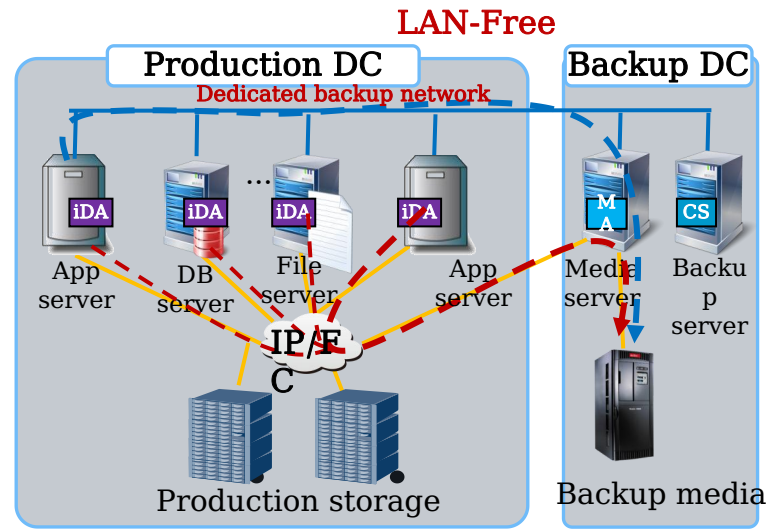 LAN-Free
Production DC
Backup DC
Dedicated backup network
...
iDA
iDA
iDA
iDA
M
A
CS
App
server
DB
server
File
server
App
server
Media
server
Backu
p
server
IP/F
C
Production storage
Backup media